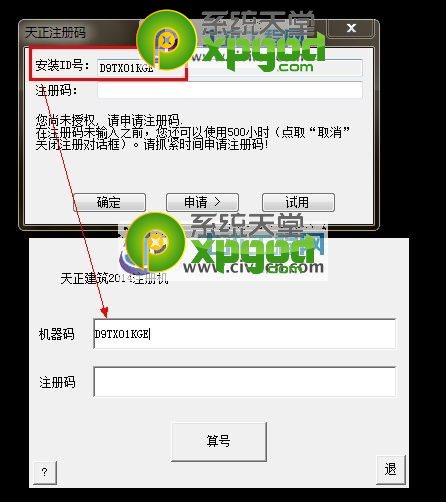 天正注册码
系统天堂
xpgod
.com
安装ID号:
D9TX01KGE
注册码:
您尚未授权, 请申请注册码.
在注册码未输入之前, 您还可以使用500小时 (点取“取消”
关闭注册对话框)。请抓紧时间申请注册码!
确定
申请 >
试用
系统天堂
xpgod
.com
天正建筑2014注册机
机器码
D9TX01KGE
注册码
算号
?
退